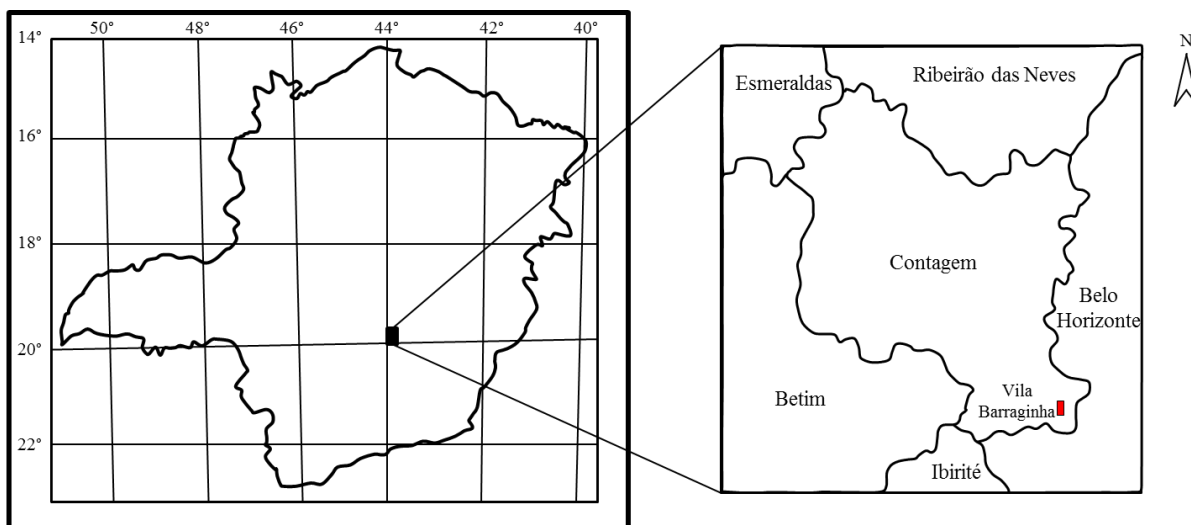 50°
48°
46°
44°
42°
40°
14°
16°
18°
20°
22°
N
Esmeraldas
Ribeirão das Neves
Contagem
Belo
Horizonte
Betim
Vila
Barraginha
Ibirité